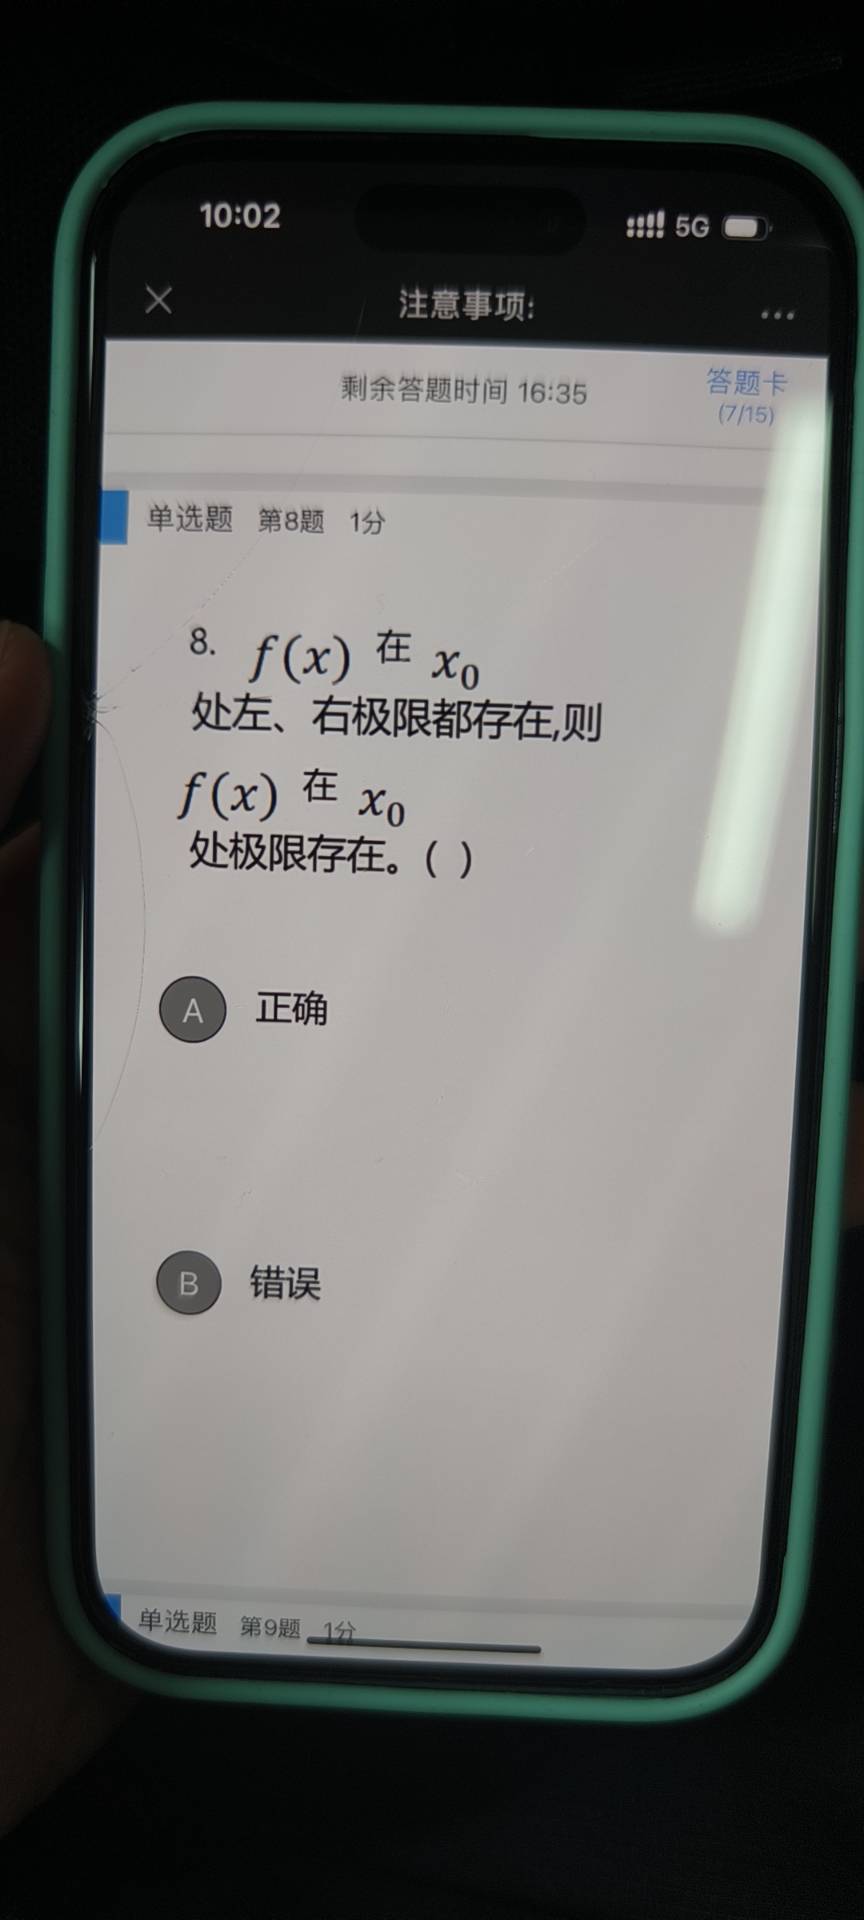 10:02
5G
注意事项:
剩余答题时间 16:35
答题卡
(7/15)
单选题 第8题 1分
8. f(x) 在 x₀
处左、右极限都存在,则
f(x) 在 x₀
处极限存在。( )
A 正确
B 错误
单选题 第9题 1分